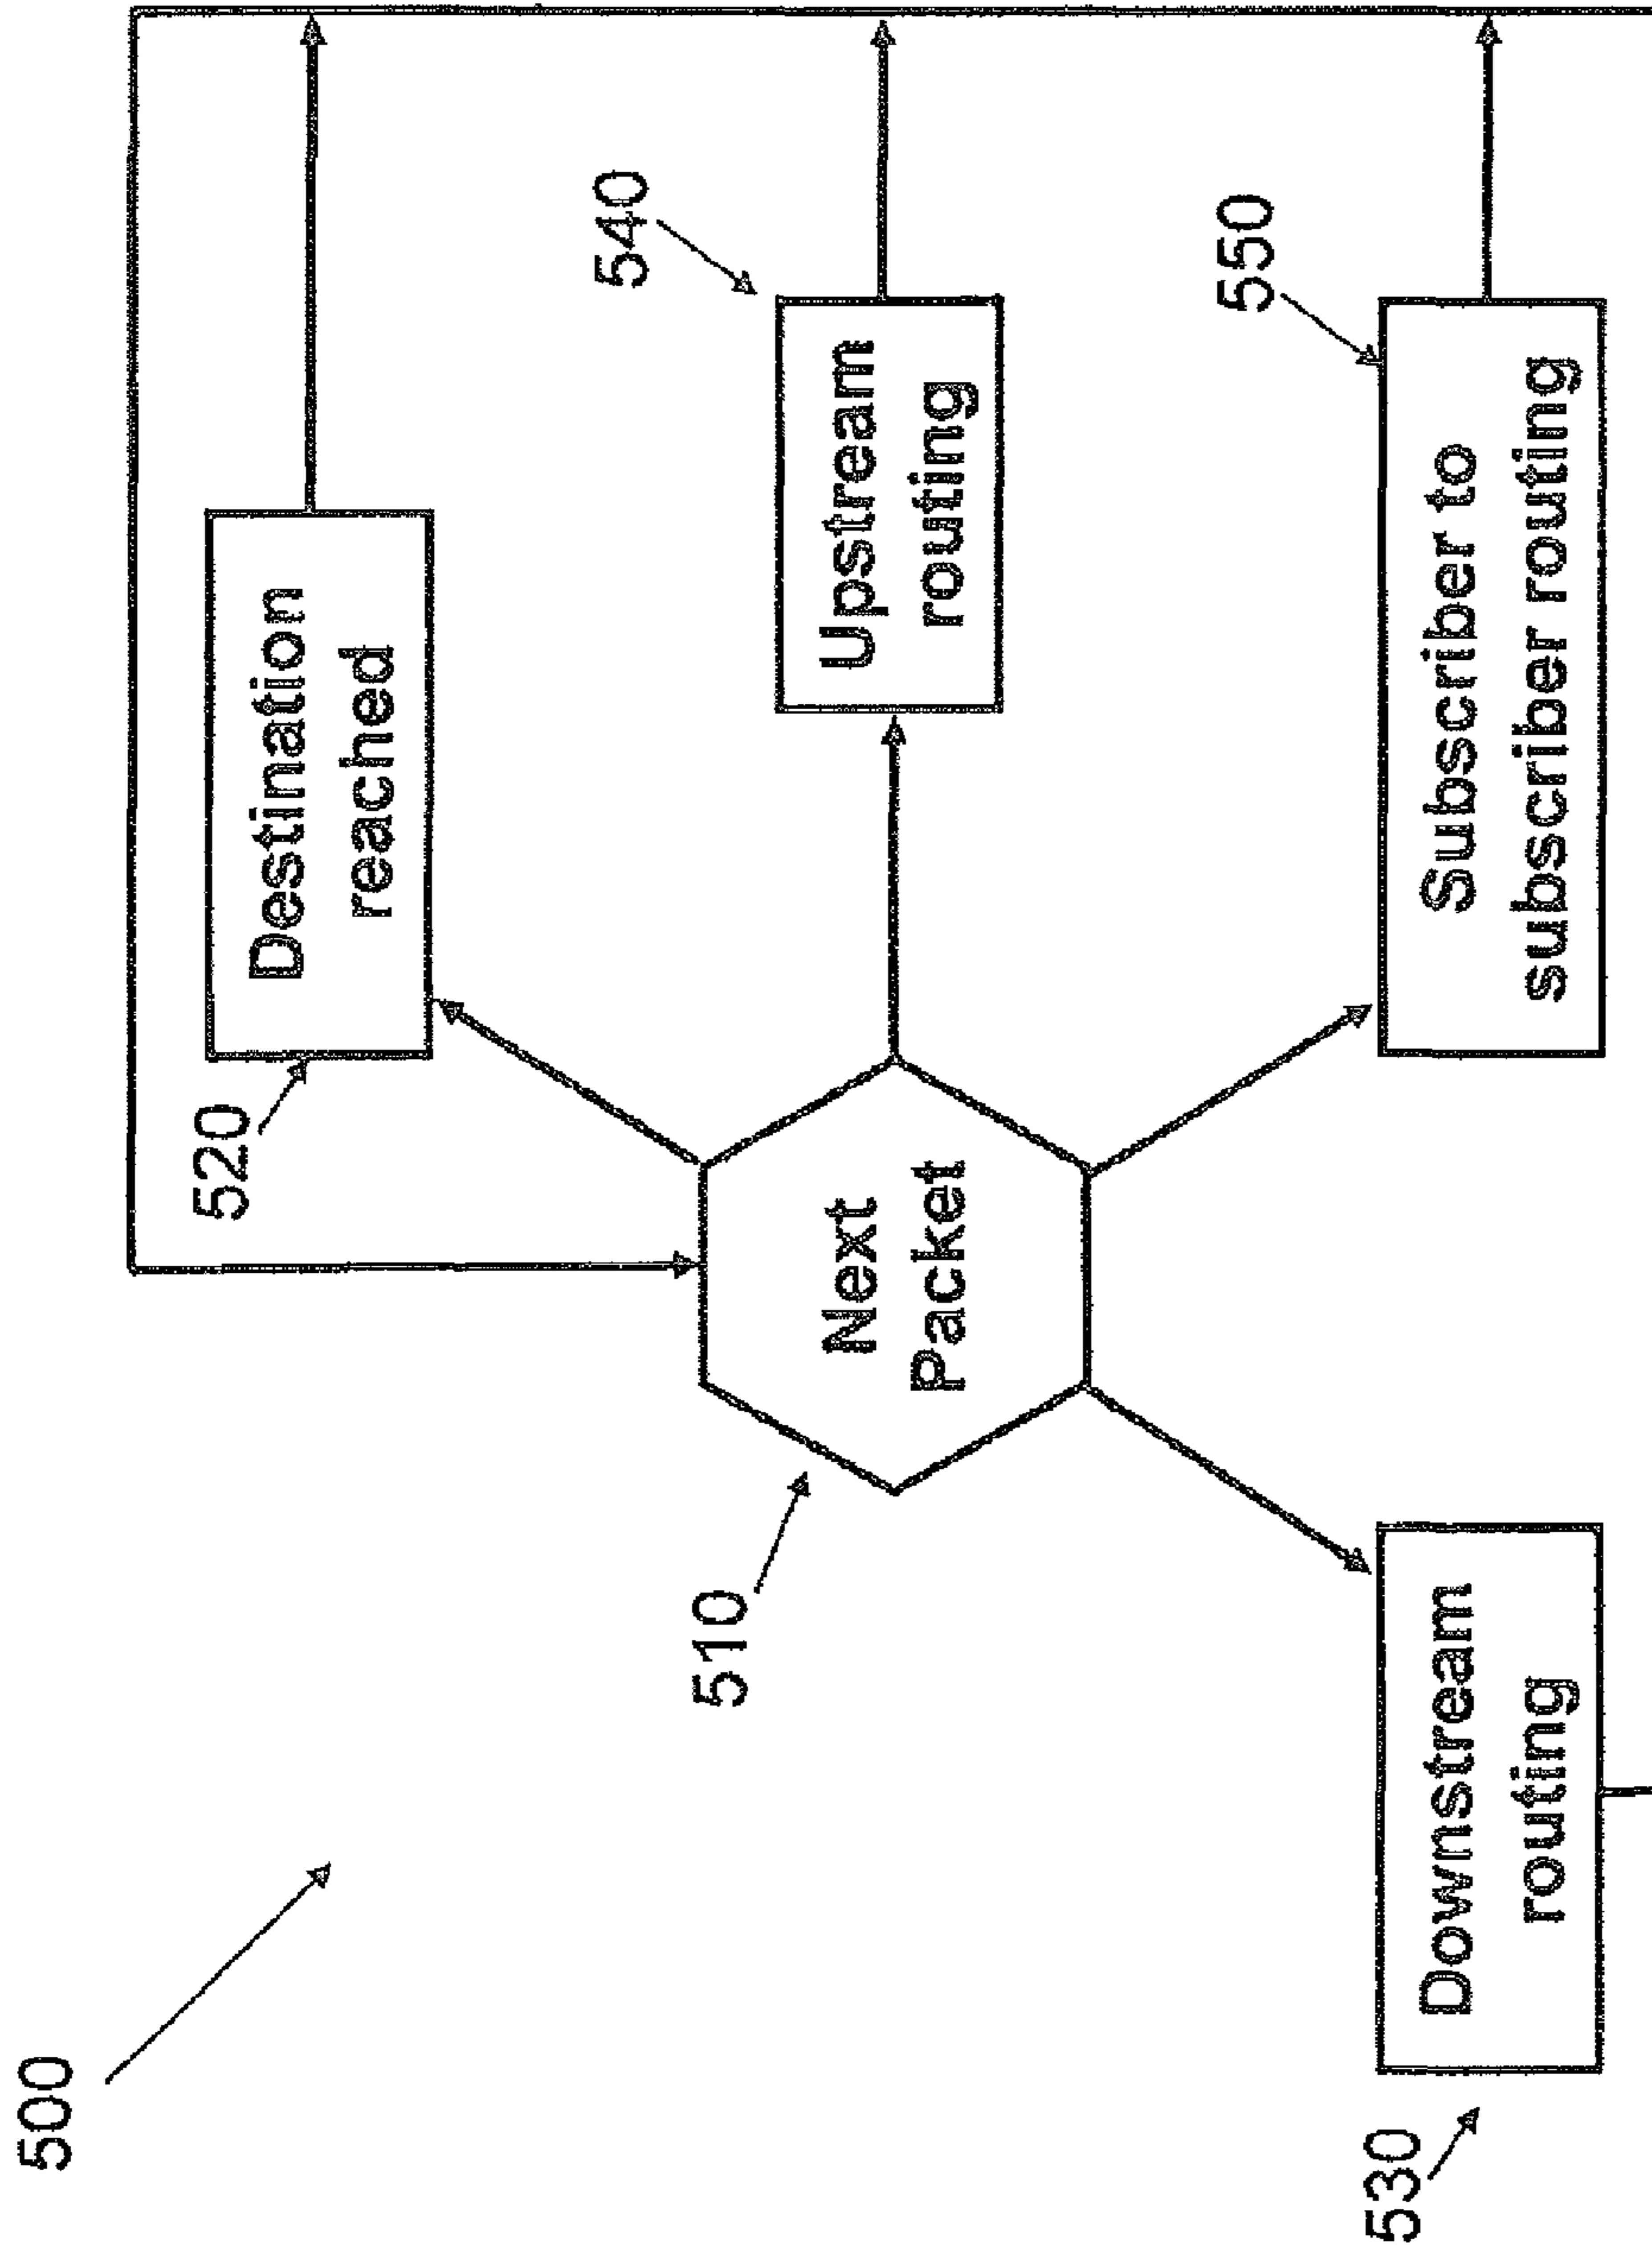 500
510
Next
Packet
520
Destination
reached
530
Downstream
routing
540
Upstream
routing
550
Subscriber to
subscriber routing